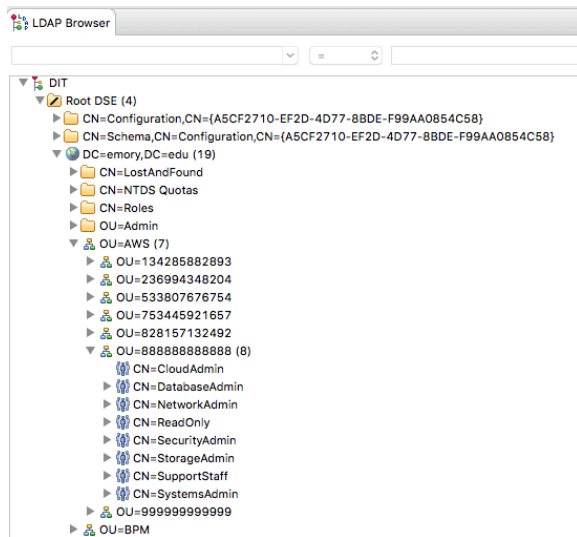 LDAP Browser
=
DIT
Root DSE (4)
CN=Configuration,CN={A5CF2710-EF2D-4D77-8BDE-F99AA0854C58}
CN=Schema,CN=Configuration,CN={A5CF2710-EF2D-4D77-8BDE-F99AA0854C58}
DC=emory,DC=edu (19)
CN=LostAndFound
CN=NTDS Quotas
CN=Roles
OU=Admin
OU=AWS (7)
OU=134285882893
OU=236994348204
OU=533807676754
OU=753445921657
OU=828157132492
OU=888888888888 (8)
CN=CloudAdmin
CN=DatabaseAdmin
CN=NetworkAdmin
CN=ReadOnly
CN=SecurityAdmin
CN=StorageAdmin
CN=SupportStaff
CN=SystemsAdmin
OU=999999999999
OU=BPM